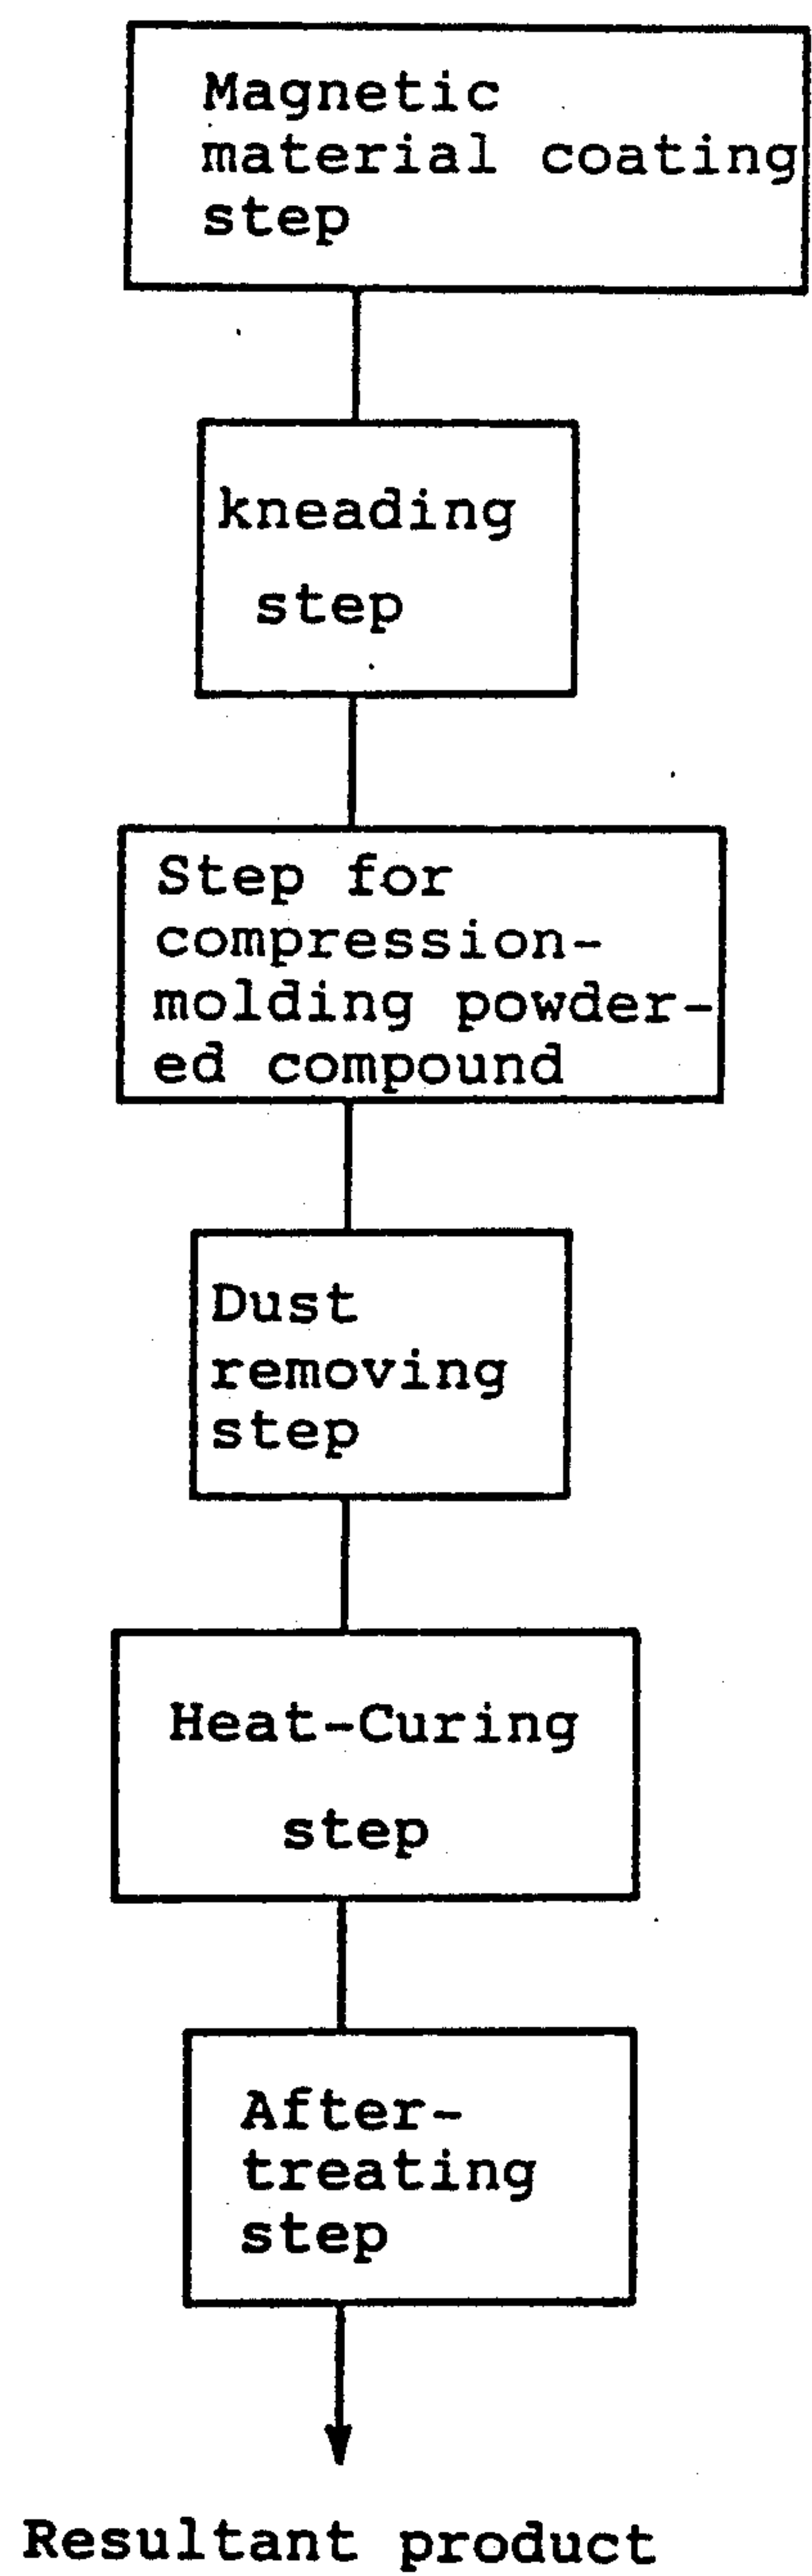 Magnetic
material coating
step
kneading
step
Step for
compression-
molding powder-
ed compound
Dust
removing
step
Heat-Curing
step
After-
treating
step
Resultant product